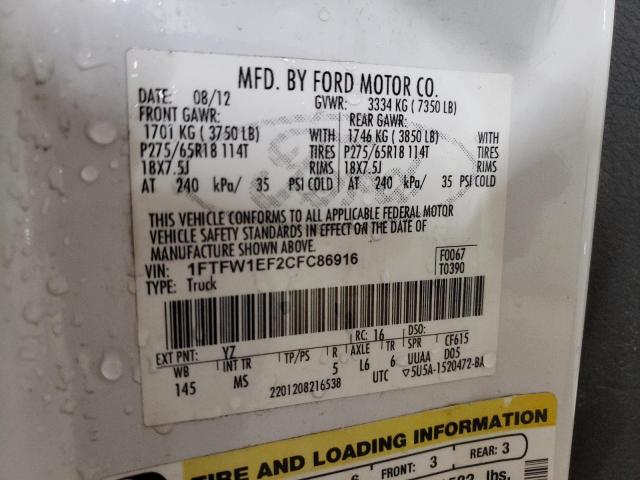 MFD. BY FORD MOTOR CO.
DATE: 08/12 GVWR: 3334 KG ( 7350 LB)
FRONT GAWR: REAR GAWR:
1701 KG ( 3750 LB) WITH 1746 KG ( 3850 LB) WITH
P275/65R18 114T TIRES P275/65R18 114T TIRES
18X7.5J RIMS 18X7.5J RIMS
AT 240 kPa/ 35 PSI COLD AT 240 kPa/ 35 PSI COLD
THIS VEHICLE CONFORMS TO ALL APPLICABLE FEDERAL MOTOR
VEHICLE SAFETY STANDARDS IN EFFECT ON THE DATE OF
MANUFACTURE SHOWN ABOVE.
VIN: 1FTFW1EF2CFC86916 F0067
TYPE: Truck T0390
EXT PNT: YZ RC: 16 DSO:
WB INT TR TP/PS R AXLE TR SPR CF615
145 MS 5 L6 6 UUAA D05
2201208216538 UTC 5U5A-1520472-BA
TIRE AND LOADING INFORMATION
6 FRONT: 3 REAR: 3
lbs.